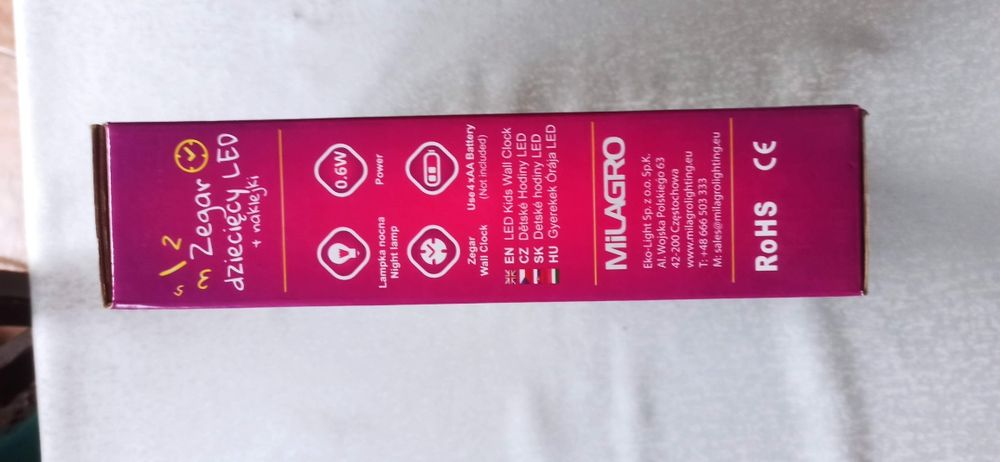 12
Zegar
dziecięcy LED
+ naklejki
0.6W
Lampka nocna
Night lamp
Power
Zegar
Wall Clock
Use 4 xAA Battery
(Not included)
EN LED Kids Wall Clock
CZ Dětské Hodiny LED
SK Detské hodiny LED
HU Gyerekek Órája LED
MiLAGRO
Eko-Light Sp. z o.o. Sp.K.
Al. Wojska Polskiego 63
42-200 Częstochowa
www.milagrolighting.eu
T: +48 666 503 333
M: sales@milagrolighting.eu
RoHS CE